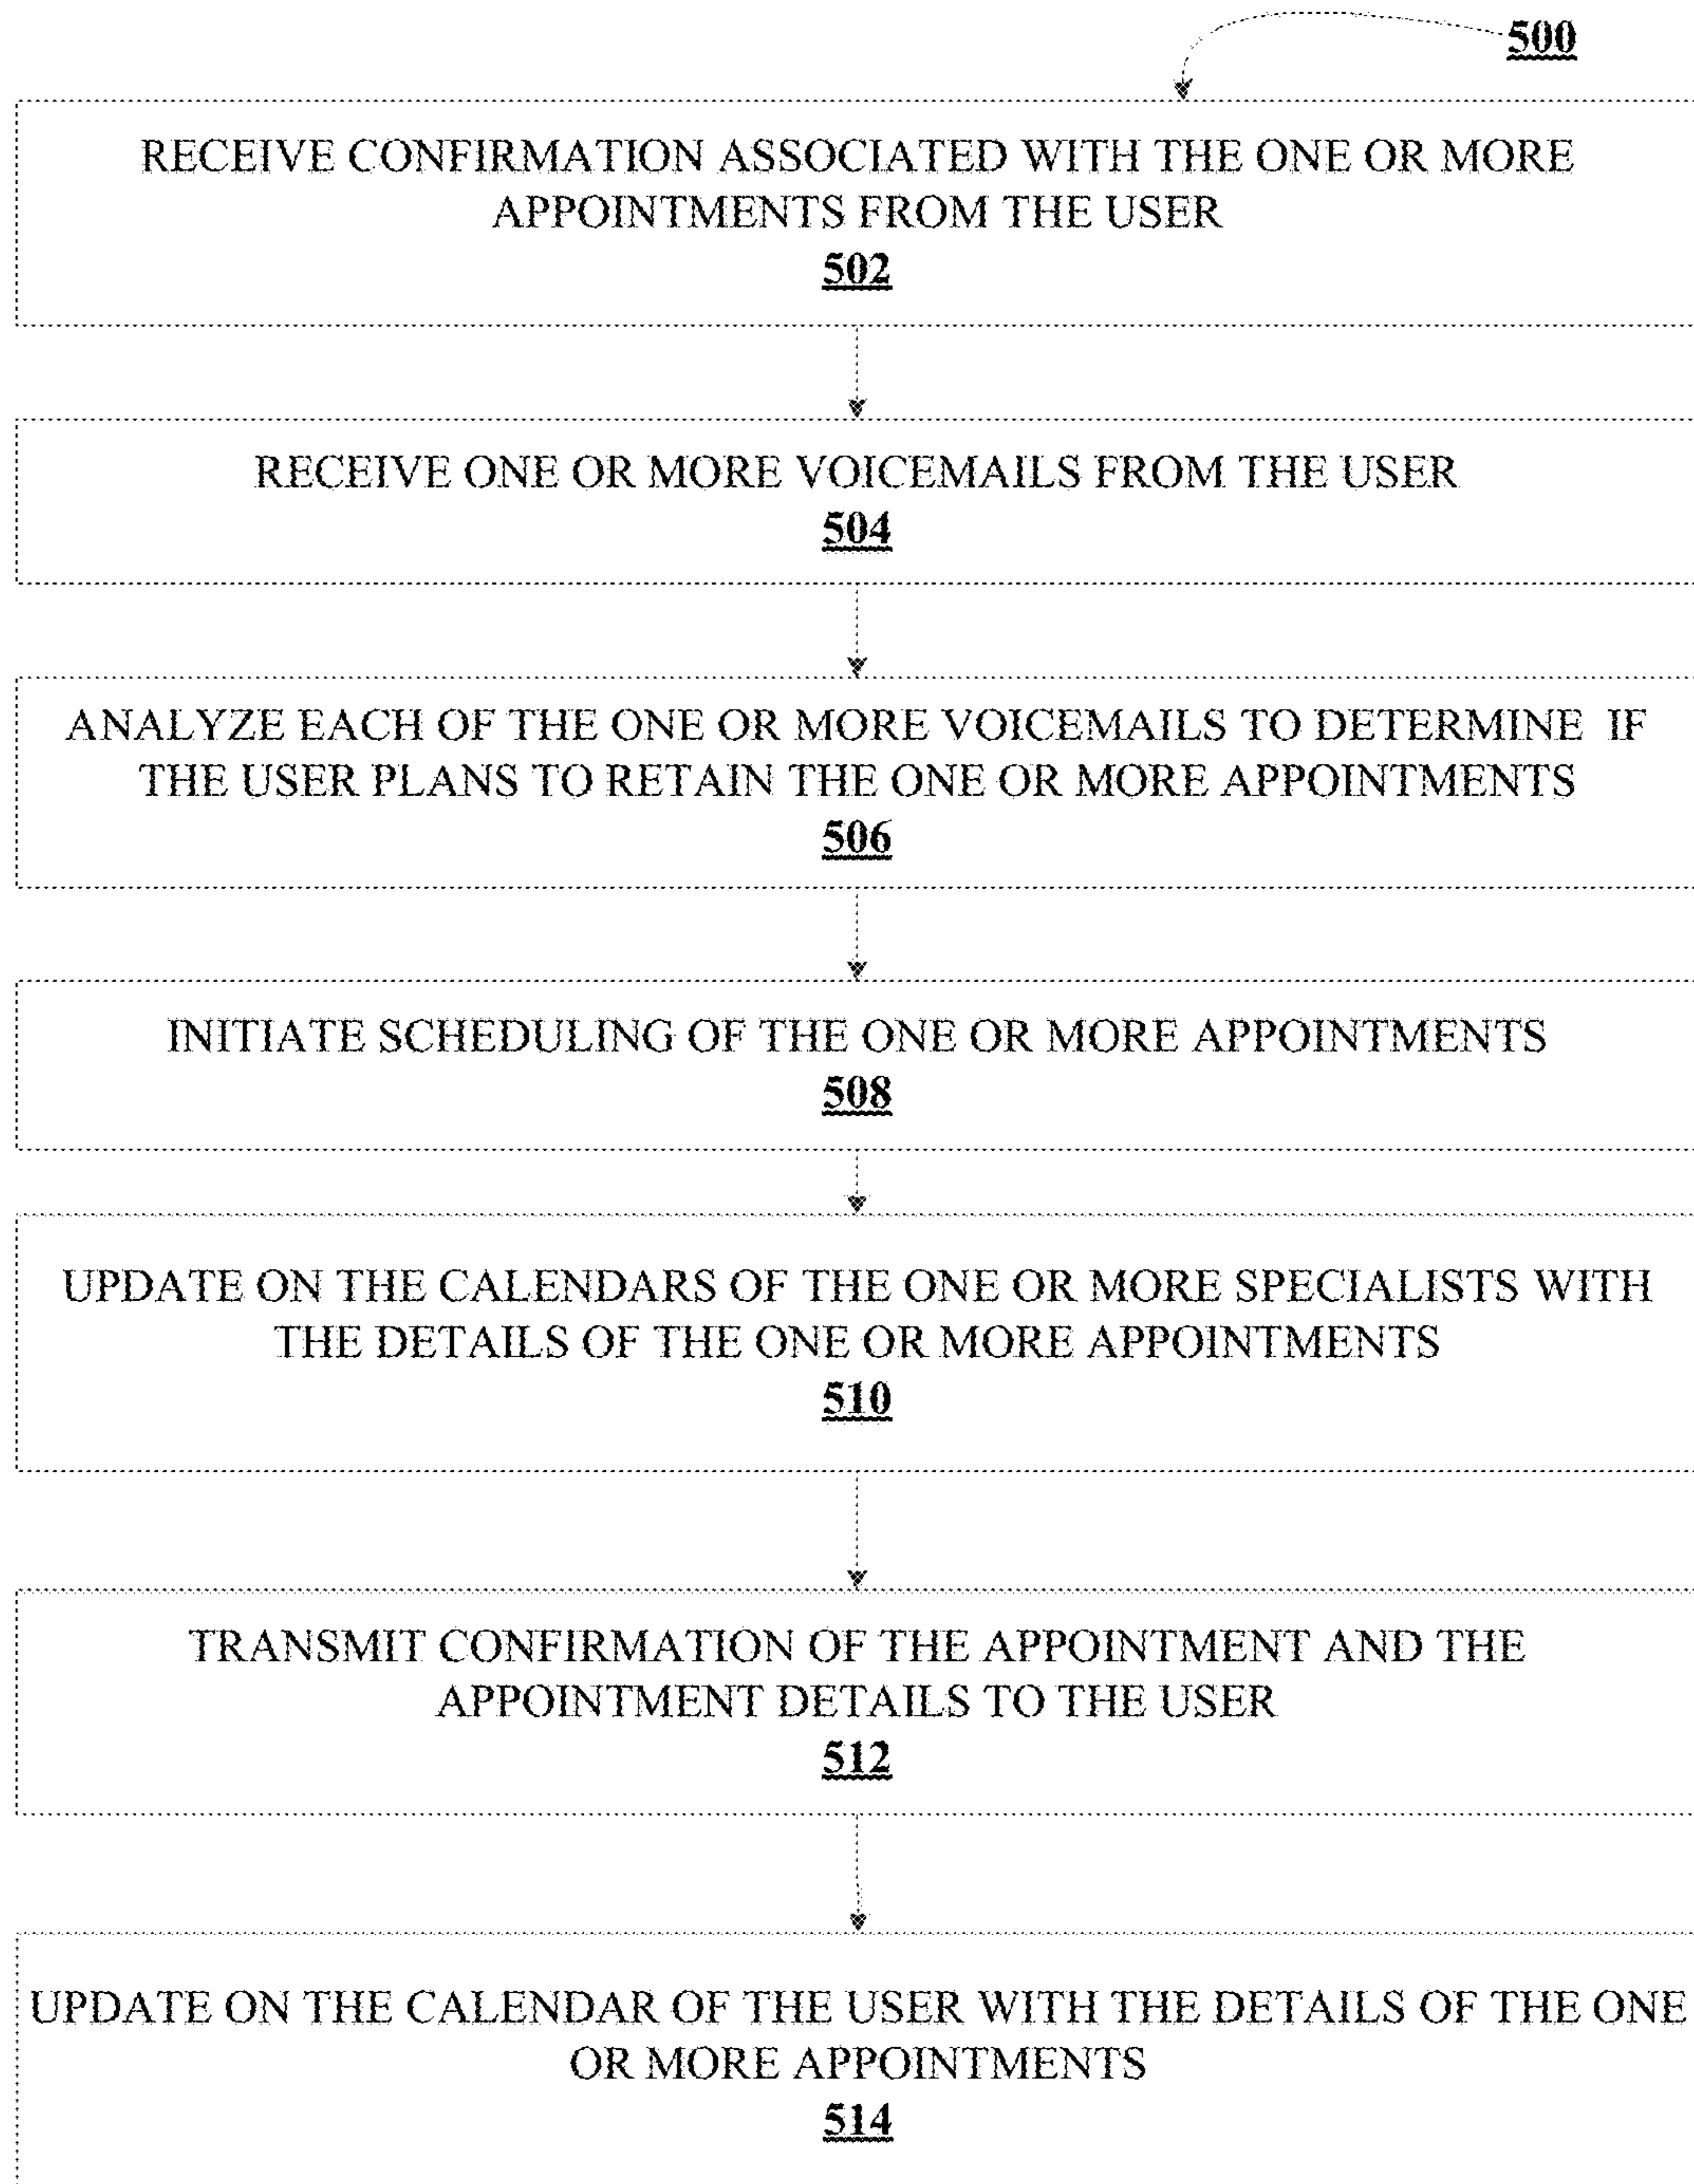 500
RECEIVE CONFIRMATION ASSOCIATED WITH THE ONE OR MORE
APPOINTMENTS FROM THE USER
502
RECEIVE ONE OR MORE VOICEMAILS FROM THE USER
504
ANALYZE EACH OF THE ONE OR MORE VOICEMAILS TO DETERMINE IF
THE USER PLANS TO RETAIN THE ONE OR MORE APPOINTMENTS
506
INITIATE SCHEDULING OF THE ONE OR MORE APPOINTMENTS
508
UPDATE ON THE CALENDARS OF THE ONE OR MORE SPECIALISTS WITH
THE DETAILS OF THE ONE OR MORE APPOINTMENTS
510
TRANSMIT CONFIRMATION OF THE APPOINTMENT AND THE
APPOINTMENT DETAILS TO THE USER
512
UPDATE ON THE CALENDAR OF THE USER WITH THE DETAILS OF THE ONE
OR MORE APPOINTMENTS
514